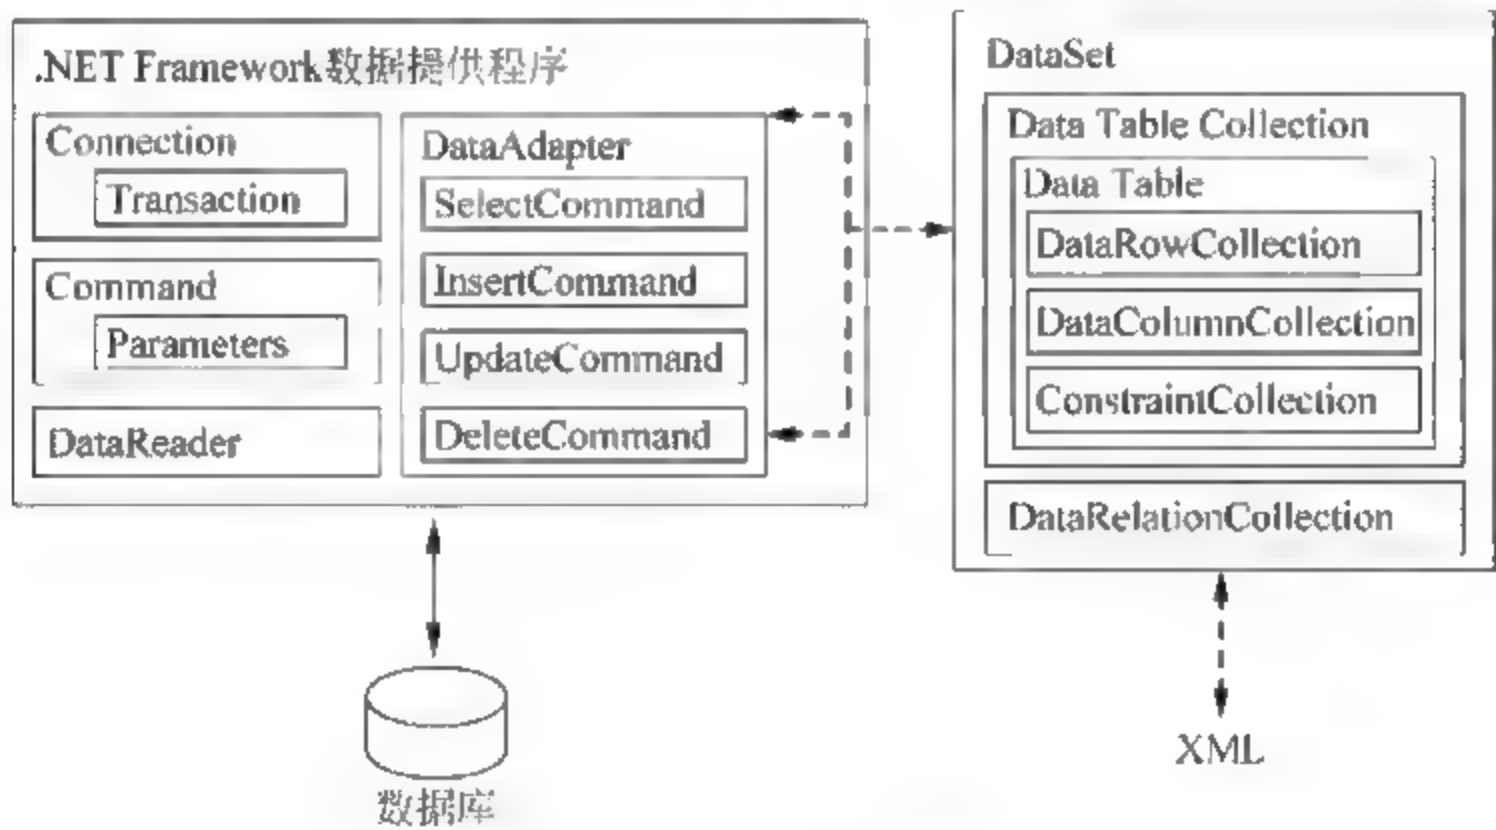 .NET Framework数据提供程序
Connection
Transaction
Command
Parameters
DataReader
DataAdapter
SelectCommand
InsertCommand
UpdateCommand
DeleteCommand
数据库
DataSet
Data Table Collection
Data Table
DataRowCollection
DataColumnCollection
ConstraintCollection
DataRelationCollection
XML